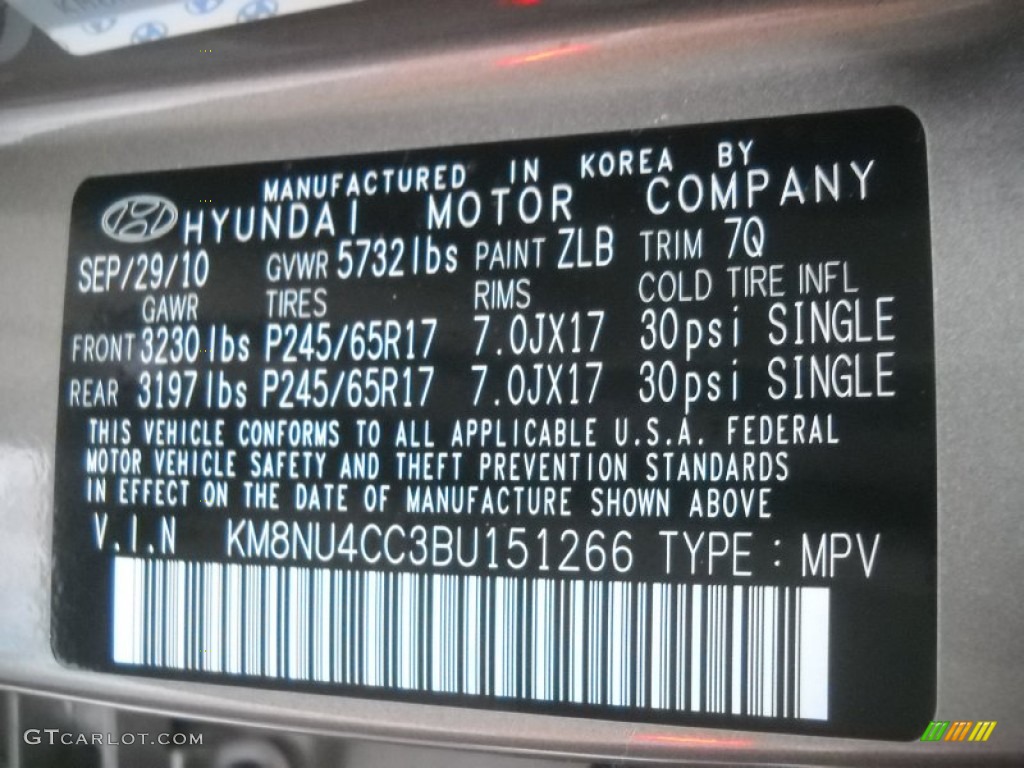 MANUFACTURED IN KOREA BY
HYUNDAI MOTOR COMPANY
SEP/29/10 GVWR 5732lbs PAINT ZLB TRIM 7Q
GAWR TIRES RIMS COLD TIRE INFL
FRONT 3230lbs P245/65R17 7.0JX17 30psi SINGLE
REAR 3197lbs P245/65R17 7.0JX17 30psi SINGLE
THIS VEHICLE CONFORMS TO ALL APPLICABLE U.S.A. FEDERAL
MOTOR VEHICLE SAFETY AND THEFT PREVENTION STANDARDS
IN EFFECT ON THE DATE OF MANUFACTURE SHOWN ABOVE
V.I.N KM8NU4CC3BU151266 TYPE : MPV
GTCARLOT.COM